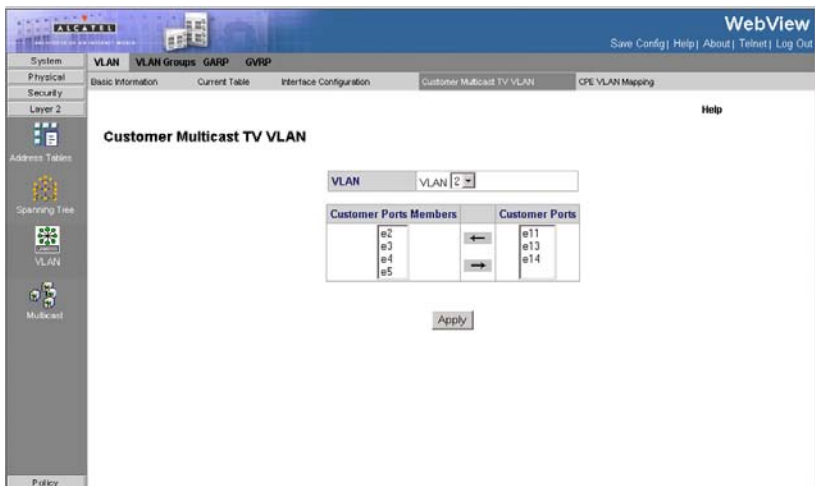 ALCATEL
WebView
Save Config | Help | About | Telnet | Log Out
System
Physical
Security
Layer 2
Address Tables
Spanning Tree
VLAN
Multicast
Policy
VLAN VLAN Groups GARP GVRP
Basic Information Current Table Interface Configuration Customer Multicast TV VLAN CPE VLAN Mapping
Help
Customer Multicast TV VLAN
VLAN VLAN 2
Customer Ports Members Customer Ports
e2 e11
e3 e13
e4 e14
e5
Apply